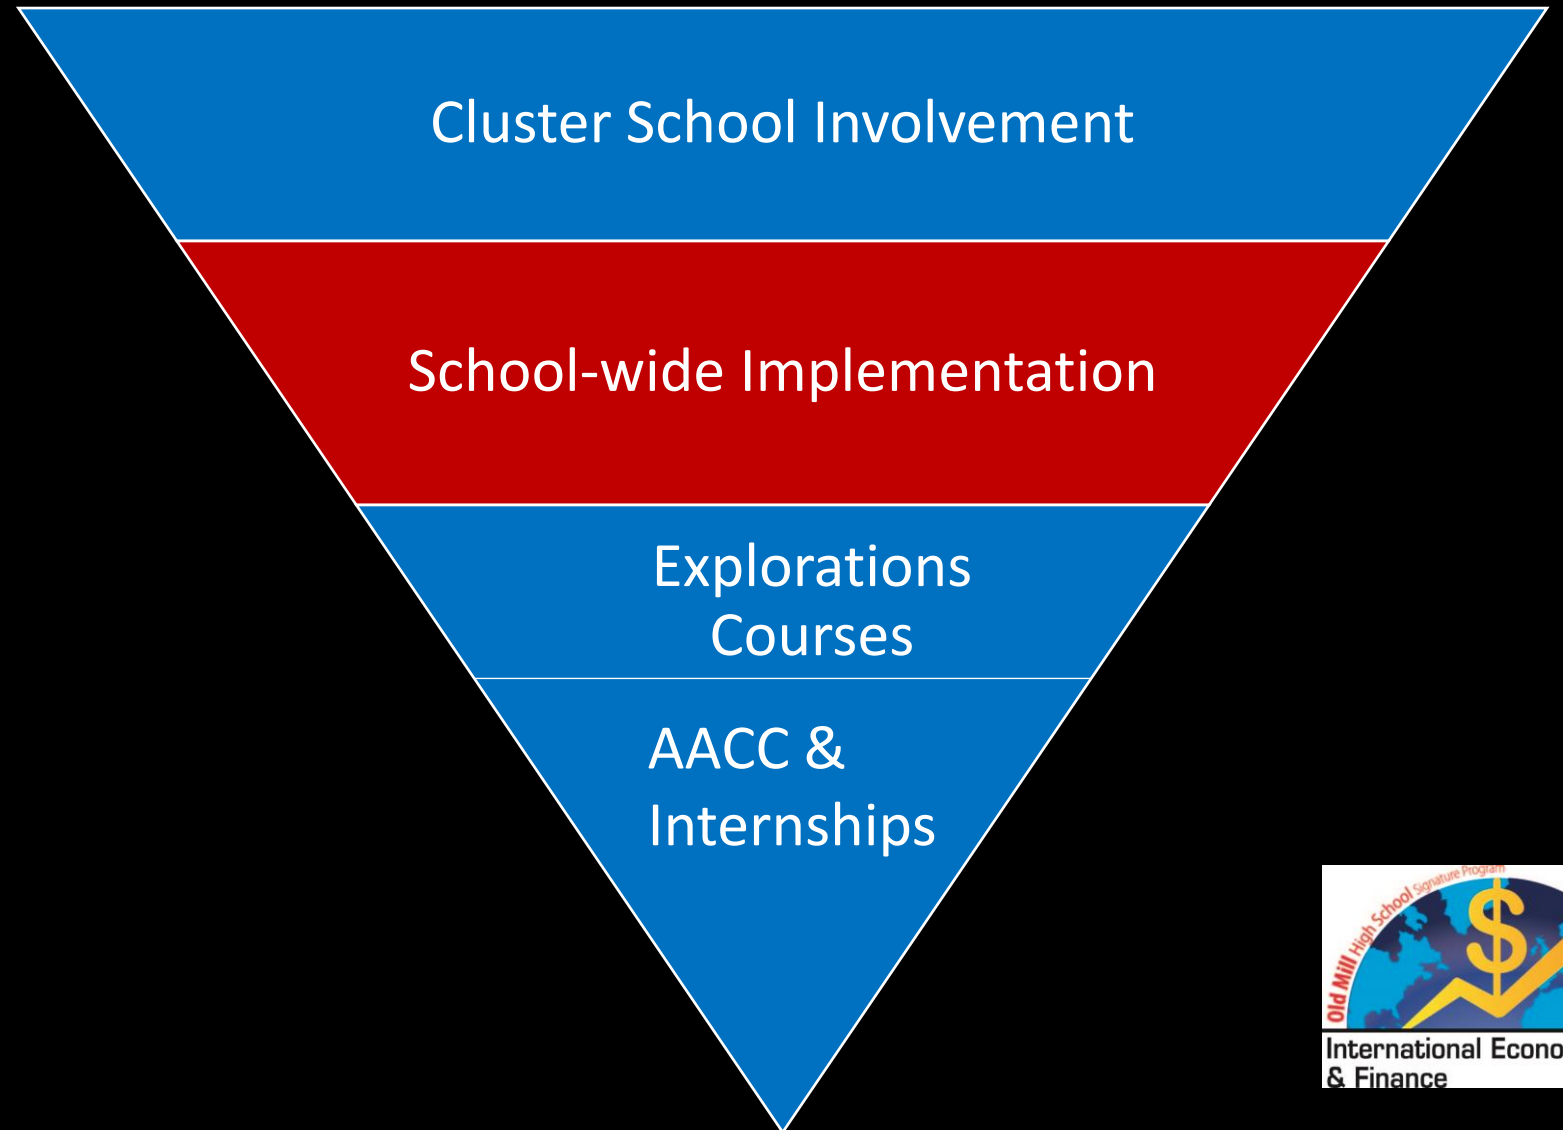 Cluster School Involvement
School-wide Implementation
Explorations
Courses
AACC &
Internships
Old Mill High School Signature Program
International Econo
& Finance